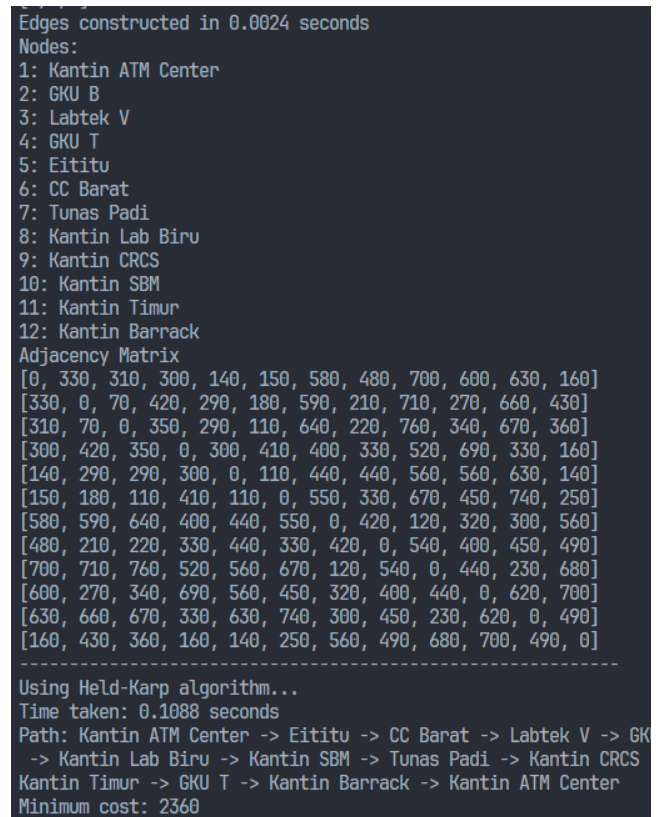 Edges constructed in 0.0024 seconds
Nodes:
1: Kantin ATM Center
2: GKU B
3: Labtek V
4: GKU T
5: Eititu
6: CC Barat
7: Tunas Padi
8: Kantin Lab Biru
9: Kantin CRCS
10: Kantin SBM
11: Kantin Timur
12: Kantin Barrack
Adjacency Matrix
[0, 330, 310, 300, 140, 150, 580, 480, 700, 600, 630, 160]
[330, 0, 70, 420, 290, 180, 590, 210, 710, 270, 660, 430]
[310, 70, 0, 350, 290, 110, 640, 220, 760, 340, 670, 360]
[300, 420, 350, 0, 300, 410, 400, 330, 520, 690, 330, 160]
[140, 290, 290, 300, 0, 110, 440, 440, 560, 560, 630, 140]
[150, 180, 110, 410, 110, 0, 550, 330, 670, 450, 740, 250]
[580, 590, 640, 400, 440, 550, 0, 420, 120, 320, 300, 560]
[480, 210, 220, 330, 440, 330, 420, 0, 540, 400, 450, 490]
[700, 710, 760, 520, 560, 670, 120, 540, 0, 440, 230, 680]
[600, 270, 340, 690, 560, 450, 320, 400, 440, 0, 620, 700]
[630, 660, 670, 330, 630, 740, 300, 450, 230, 620, 0, 490]
[160, 430, 360, 160, 140, 250, 560, 490, 680, 700, 490, 0]
------------------------------------------------------------
Using Held-Karp algorithm...
Time taken: 0.1088 seconds
Path: Kantin ATM Center -> Eititu -> CC Barat -> Labtek V -> GK
-> Kantin Lab Biru -> Kantin SBM -> Tunas Padi -> Kantin CRCS
Kantin Timur -> GKU T -> Kantin Barrack -> Kantin ATM Center
Minimum cost: 2360